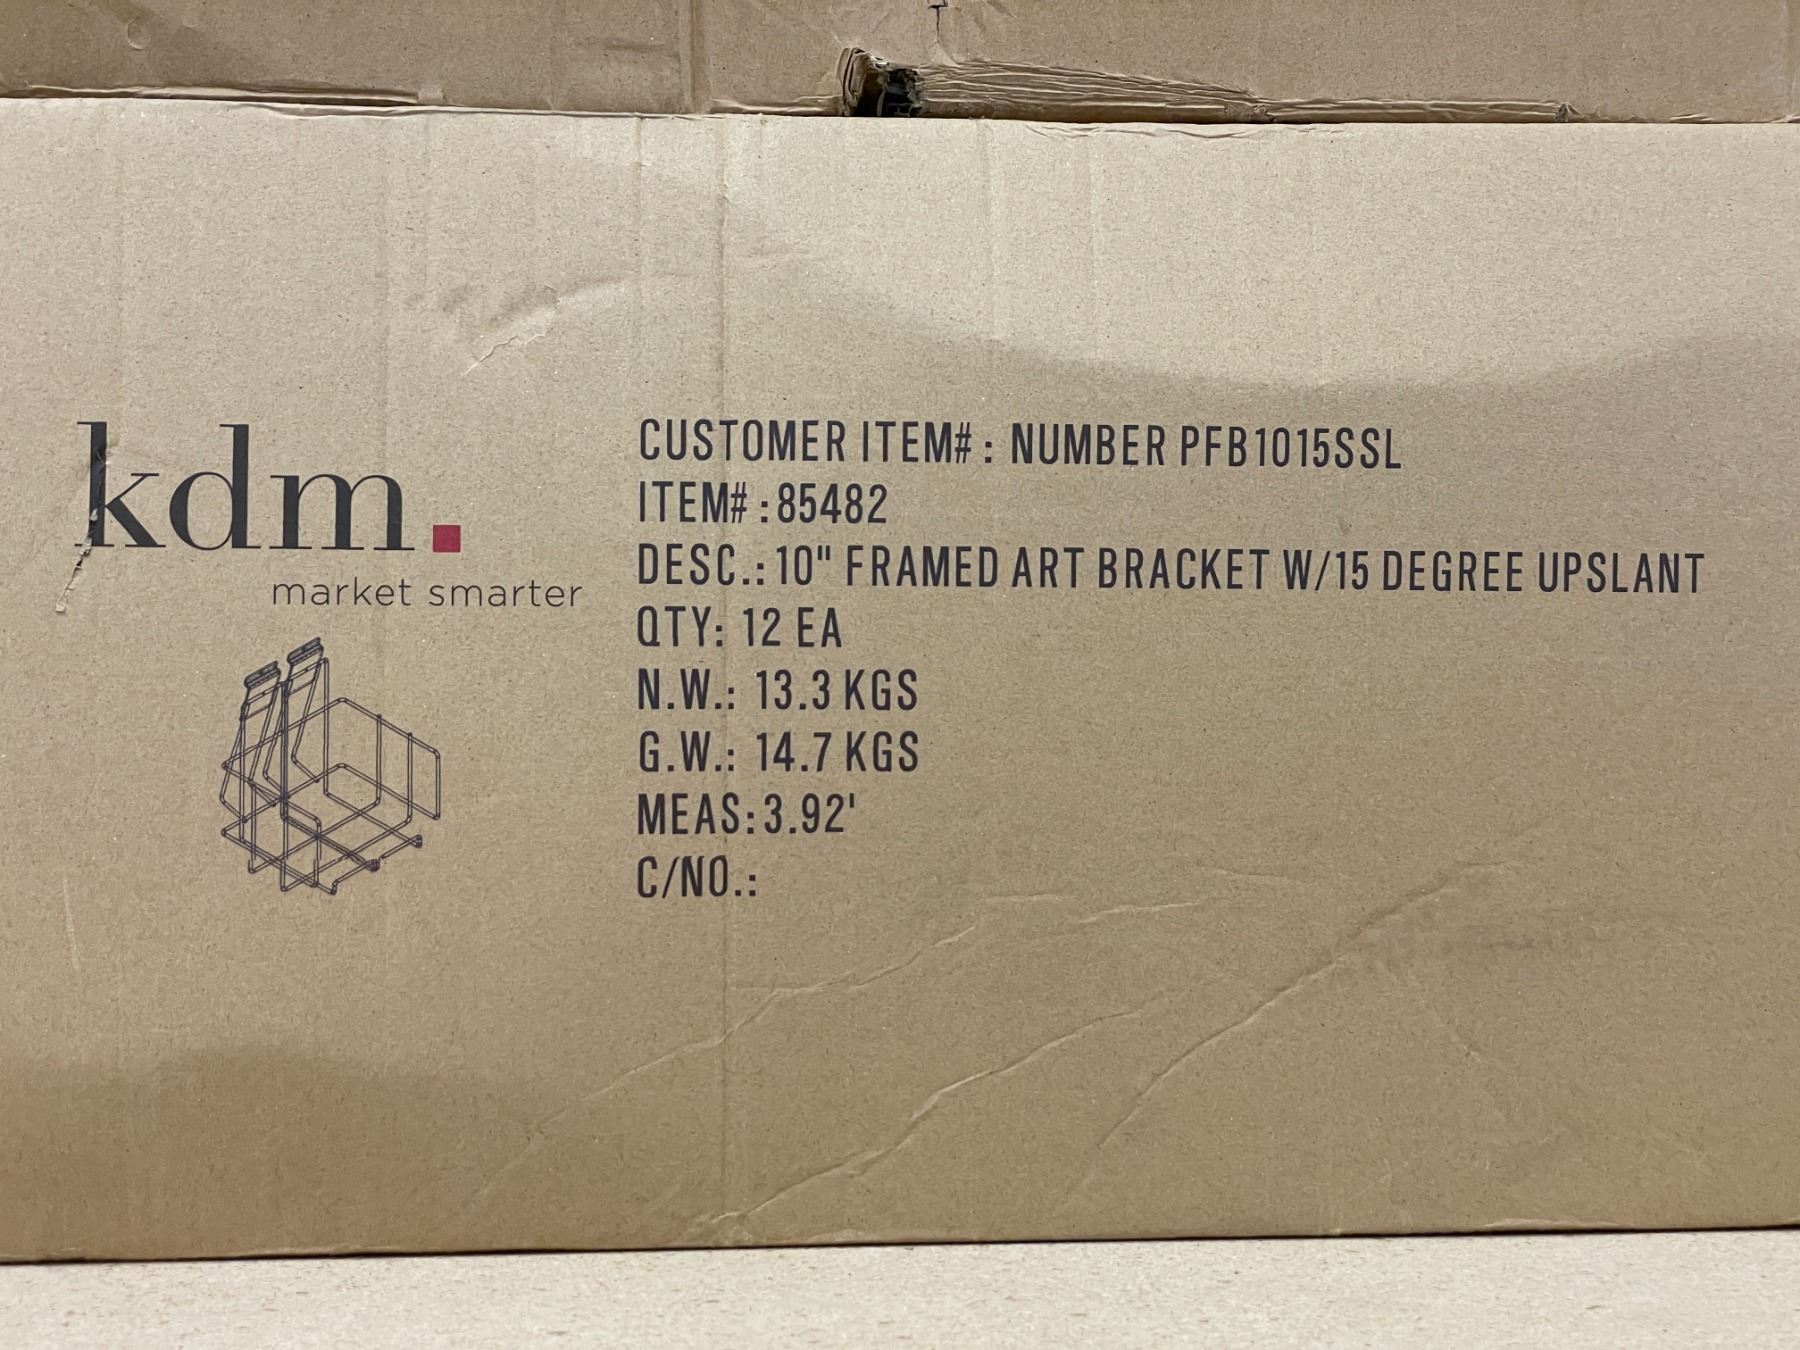 kdm.
market smarter
CUSTOMER ITEM# : NUMBER PFB1015SSL
ITEM# : 85482
DESC.: 10" FRAMED ART BRACKET W/15 DEGREE UPSLANT
QTY: 12 EA
N.W.: 13.3 KGS
G.W.: 14.7 KGS
MEAS: 3.92'
C/NO.: